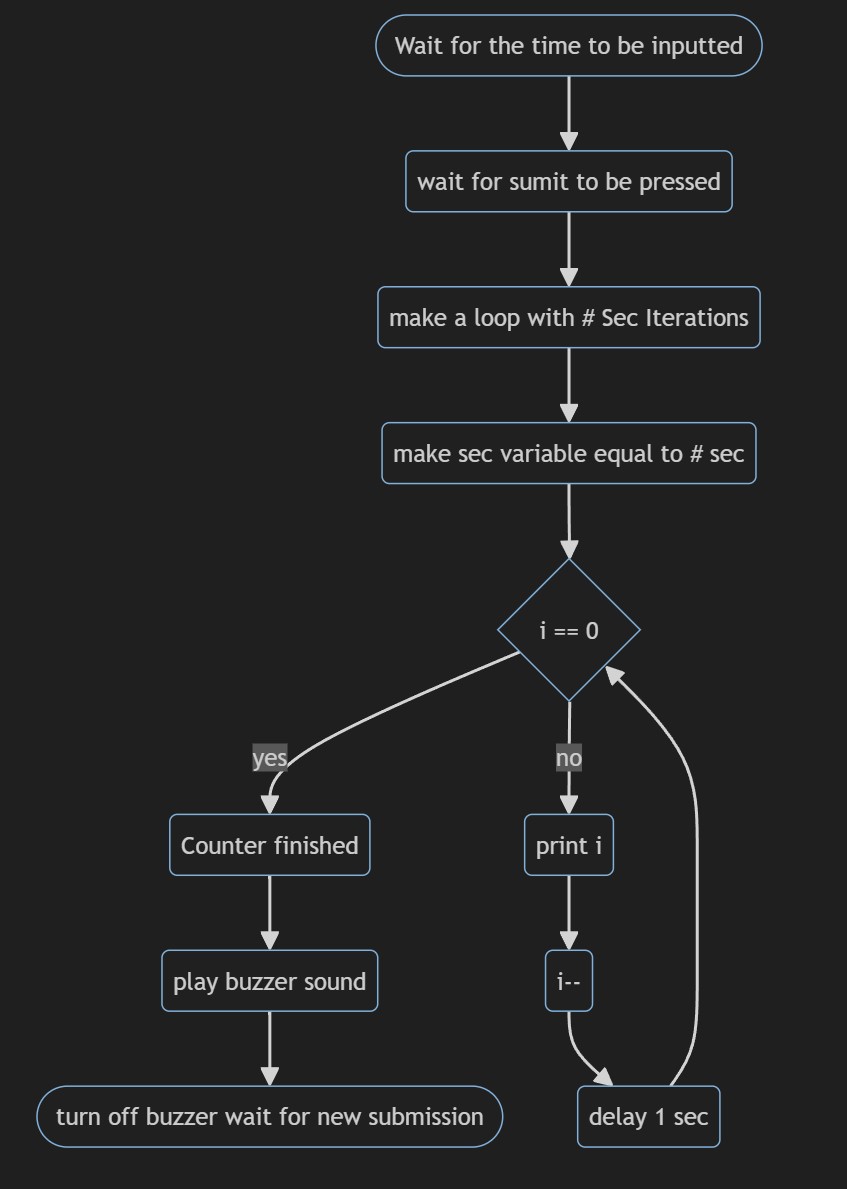 Wait for the time to be inputted
wait for sumit to be pressed
make a loop with # Sec Iterations
make sec variable equal to # sec
i == 0
yes
no
Counter finished
print i
play buzzer sound
i--
turn off buzzer wait for new submission
delay 1 sec